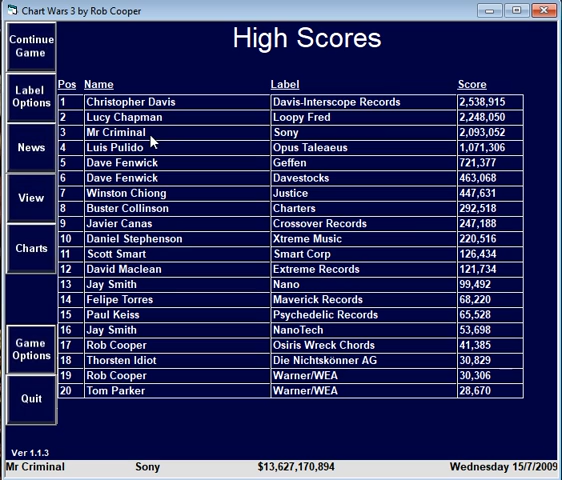 Chart Wars 3 by Rob Cooper
High Scores
Continue Game
Label Options
News
View
Charts
Game Options
Quit
Pos Name Label Score
1 Christopher Davis Davis-Interscope Records 2,538,915
2 Lucy Chapman Loopy Fred 2,248,050
3 Mr Criminal Sony 2,093,052
4 Luis Pulido Opus Taleaeus 1,071,306
5 Dave Fenwick Geffen 721,377
6 Dave Fenwick Davestocks 463,068
7 Winston Chiong Justice 447,631
8 Buster Collinson Charters 292,518
9 Javier Canas Crossover Records 247,188
10 Daniel Stephenson Xtreme Music 220,516
11 Scott Smart Smart Corp 126,434
12 David Maclean Extreme Records 121,734
13 Jay Smith Nano 99,492
14 Felipe Torres Maverick Records 68,220
15 Paul Keiss Psychedelic Records 65,528
16 Jay Smith NanoTech 53,698
17 Rob Cooper Osiris Wreck Chords 41,385
18 Thorsten Idiot Die Nichtskönner AG 30,829
19 Rob Cooper Warner/WEA 30,306
20 Tom Parker Warner/WEA 28,670
Ver 1.1.3
Mr Criminal Sony $13,627,170,894 Wednesday 15/7/2009